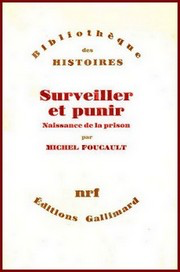 Bibliothèque
des
HISTOIRES
Surveiller
et punir
Naissance de la prison
par
MICHEL FOUCAULT
nrf
Éditions Gallimard